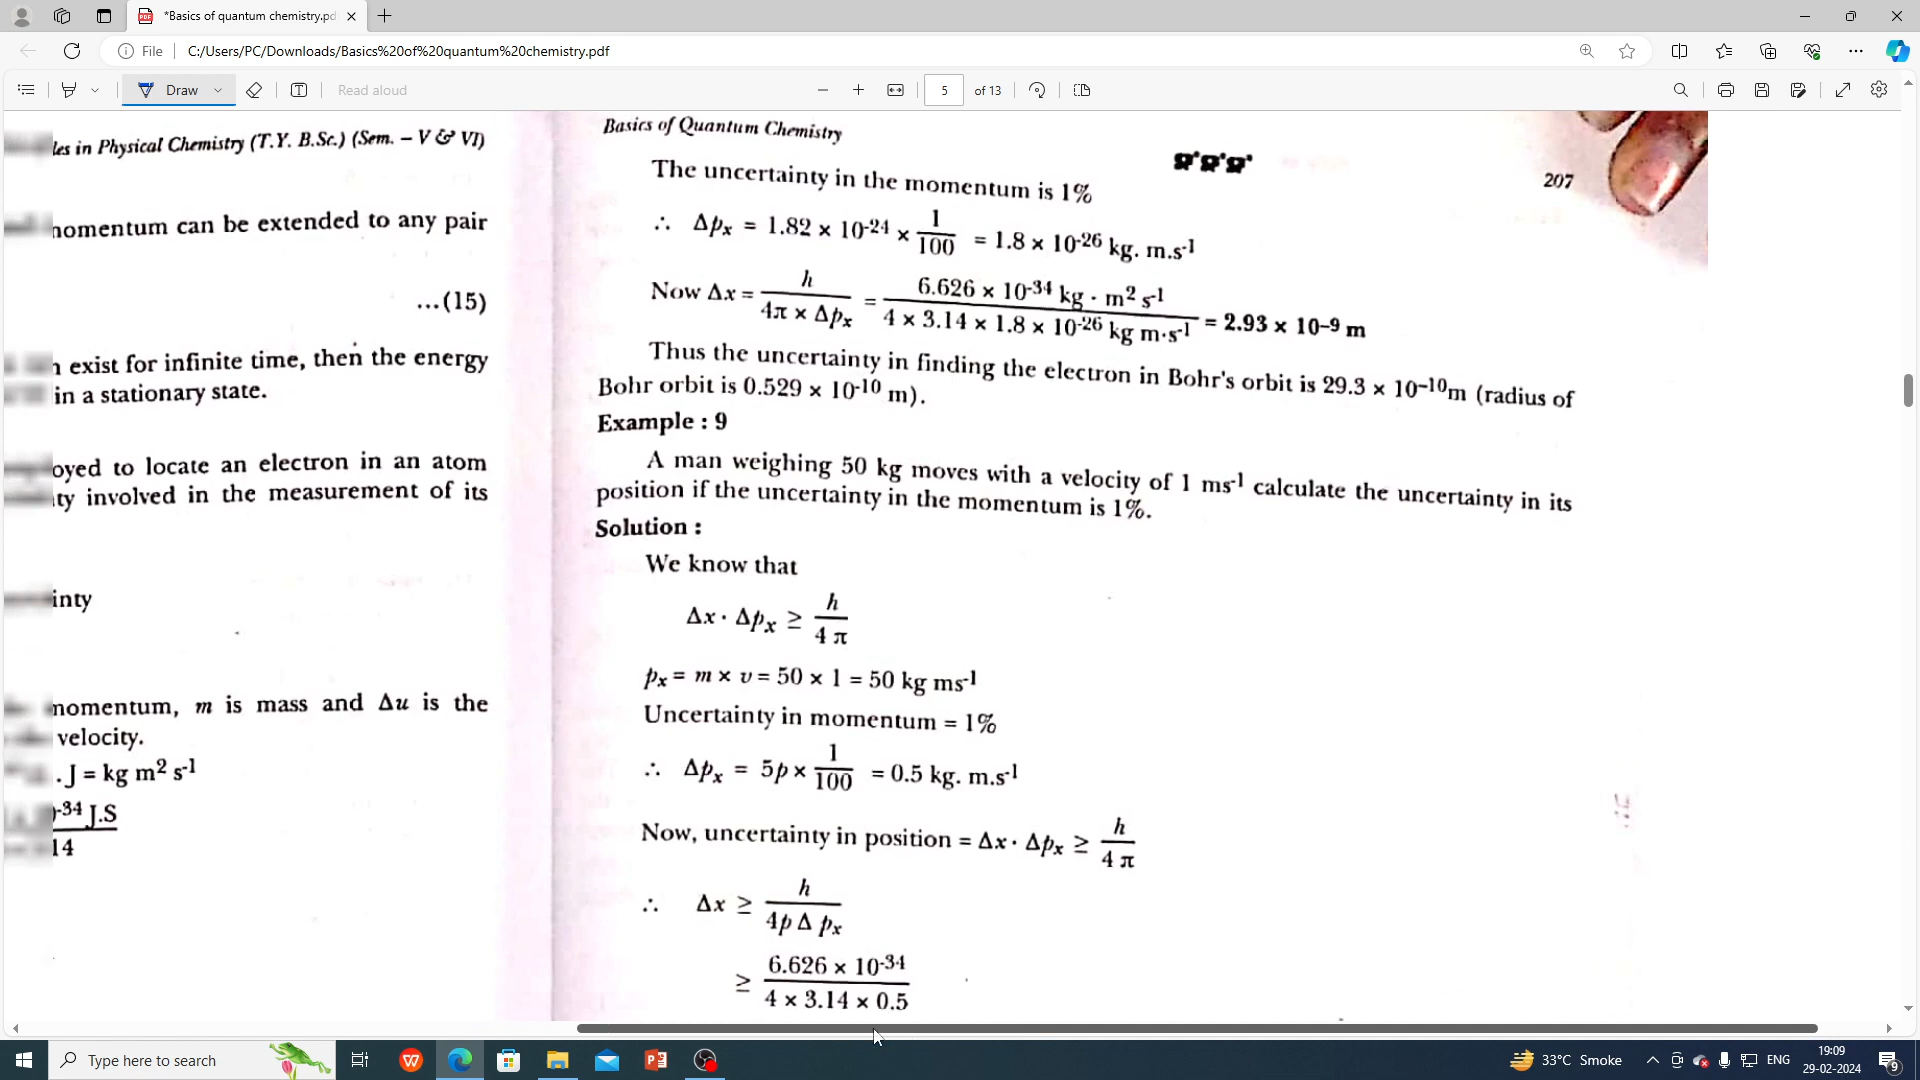 *Basics of quantum chemistry.pd
File
C:/Users/PC/Downloads/Basics%20of%20quantum%20chemistry.pdf
Draw
Read aloud
5
of 13
les in Physical Chemistry (T.Y. B.Sc.) (Sem. – V & VI)
momentum can be extended to any pair
...(15)
exist for infinite time, then the energy
in a stationary state.
oyed to locate an electron in an atom
ty involved in the measurement of its
inty
momentum, m is mass and Δu is the
velocity.
. J = kg m² s⁻¹
⁻³⁴ J.S
14
Basics of Quantum Chemistry
207
The uncertainty in the momentum is 1%
∴ Δpₓ = 1.82 × 10⁻²⁴ × 1/100 = 1.8 × 10⁻²⁶ kg. m.s⁻¹
Now Δx = h / 4π × Δpₓ = 6.626 × 10⁻³⁴ kg · m² s⁻¹ / 4 × 3.14 × 1.8 × 10⁻²⁶ kg m·s⁻¹ = 2.93 × 10⁻⁹ m
Thus the uncertainty in finding the electron in Bohr's orbit is 29.3 × 10⁻¹⁰m (radius of
Bohr orbit is 0.529 × 10⁻¹⁰ m).
Example : 9
A man weighing 50 kg moves with a velocity of 1 ms⁻¹ calculate the uncertainty in its
position if the uncertainty in the momentum is 1%.
Solution :
We know that
Δx · Δpₓ ≥ h / 4 π
pₓ = m × v = 50 × 1 = 50 kg ms⁻¹
Uncertainty in momentum = 1%
∴ Δpₓ = 5p × 1/100 = 0.5 kg. m.s⁻¹
Now, uncertainty in position = Δx · Δpₓ ≥ h / 4 π
∴ Δx ≥ h / 4p Δ pₓ
≥ 6.626 × 10⁻³⁴ / 4 × 3.14 × 0.5
Type here to search
33°C Smoke
ENG
19:09
29-02-2024
9